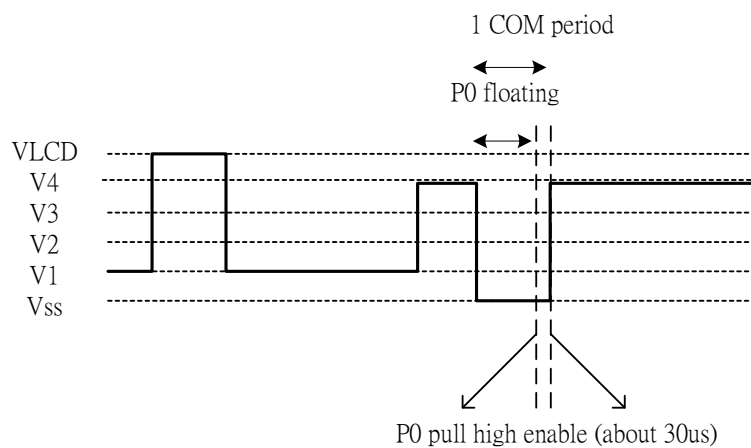 1 COM period
P0 floating
VLCD
V4
V3
V2
V1
Vss
P0 pull high enable (about 30us)